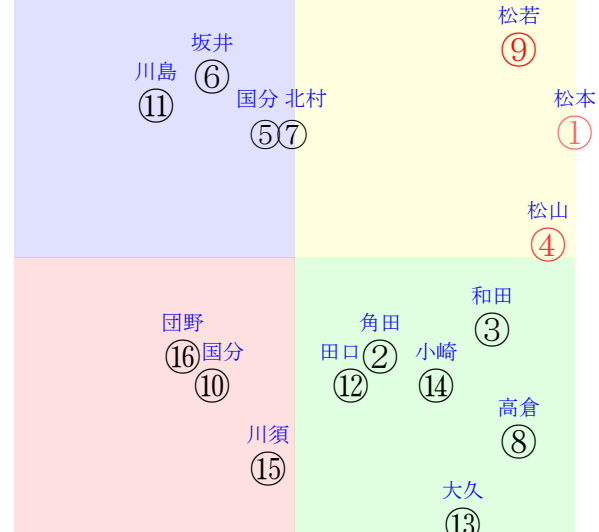 松若
⑨
坂井
⑥
川島
⑪
国分 北村
⑤⑦
松本
①
松山
④
和田
③
団野
⑯
国分
⑩
角田
②
田口
⑫
小崎
⑭
高倉
⑧
川須
⑮
大久
⑬